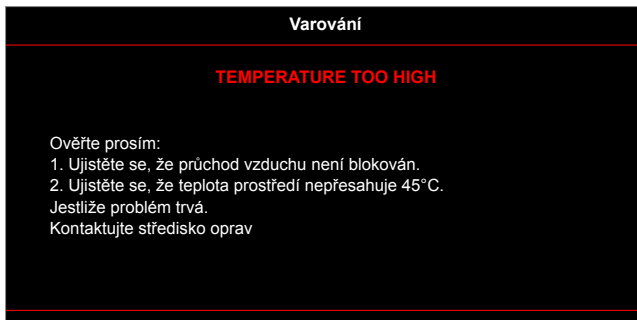 Varování
TEMPERATURE TOO HIGH
Ověřte prosím:
1. Ujistěte se, že průchod vzduchu není blokován.
2. Ujistěte se, že teplota prostředí nepřesahuje 45°C.
Jestliže problém trvá.
Kontaktujte středisko oprav